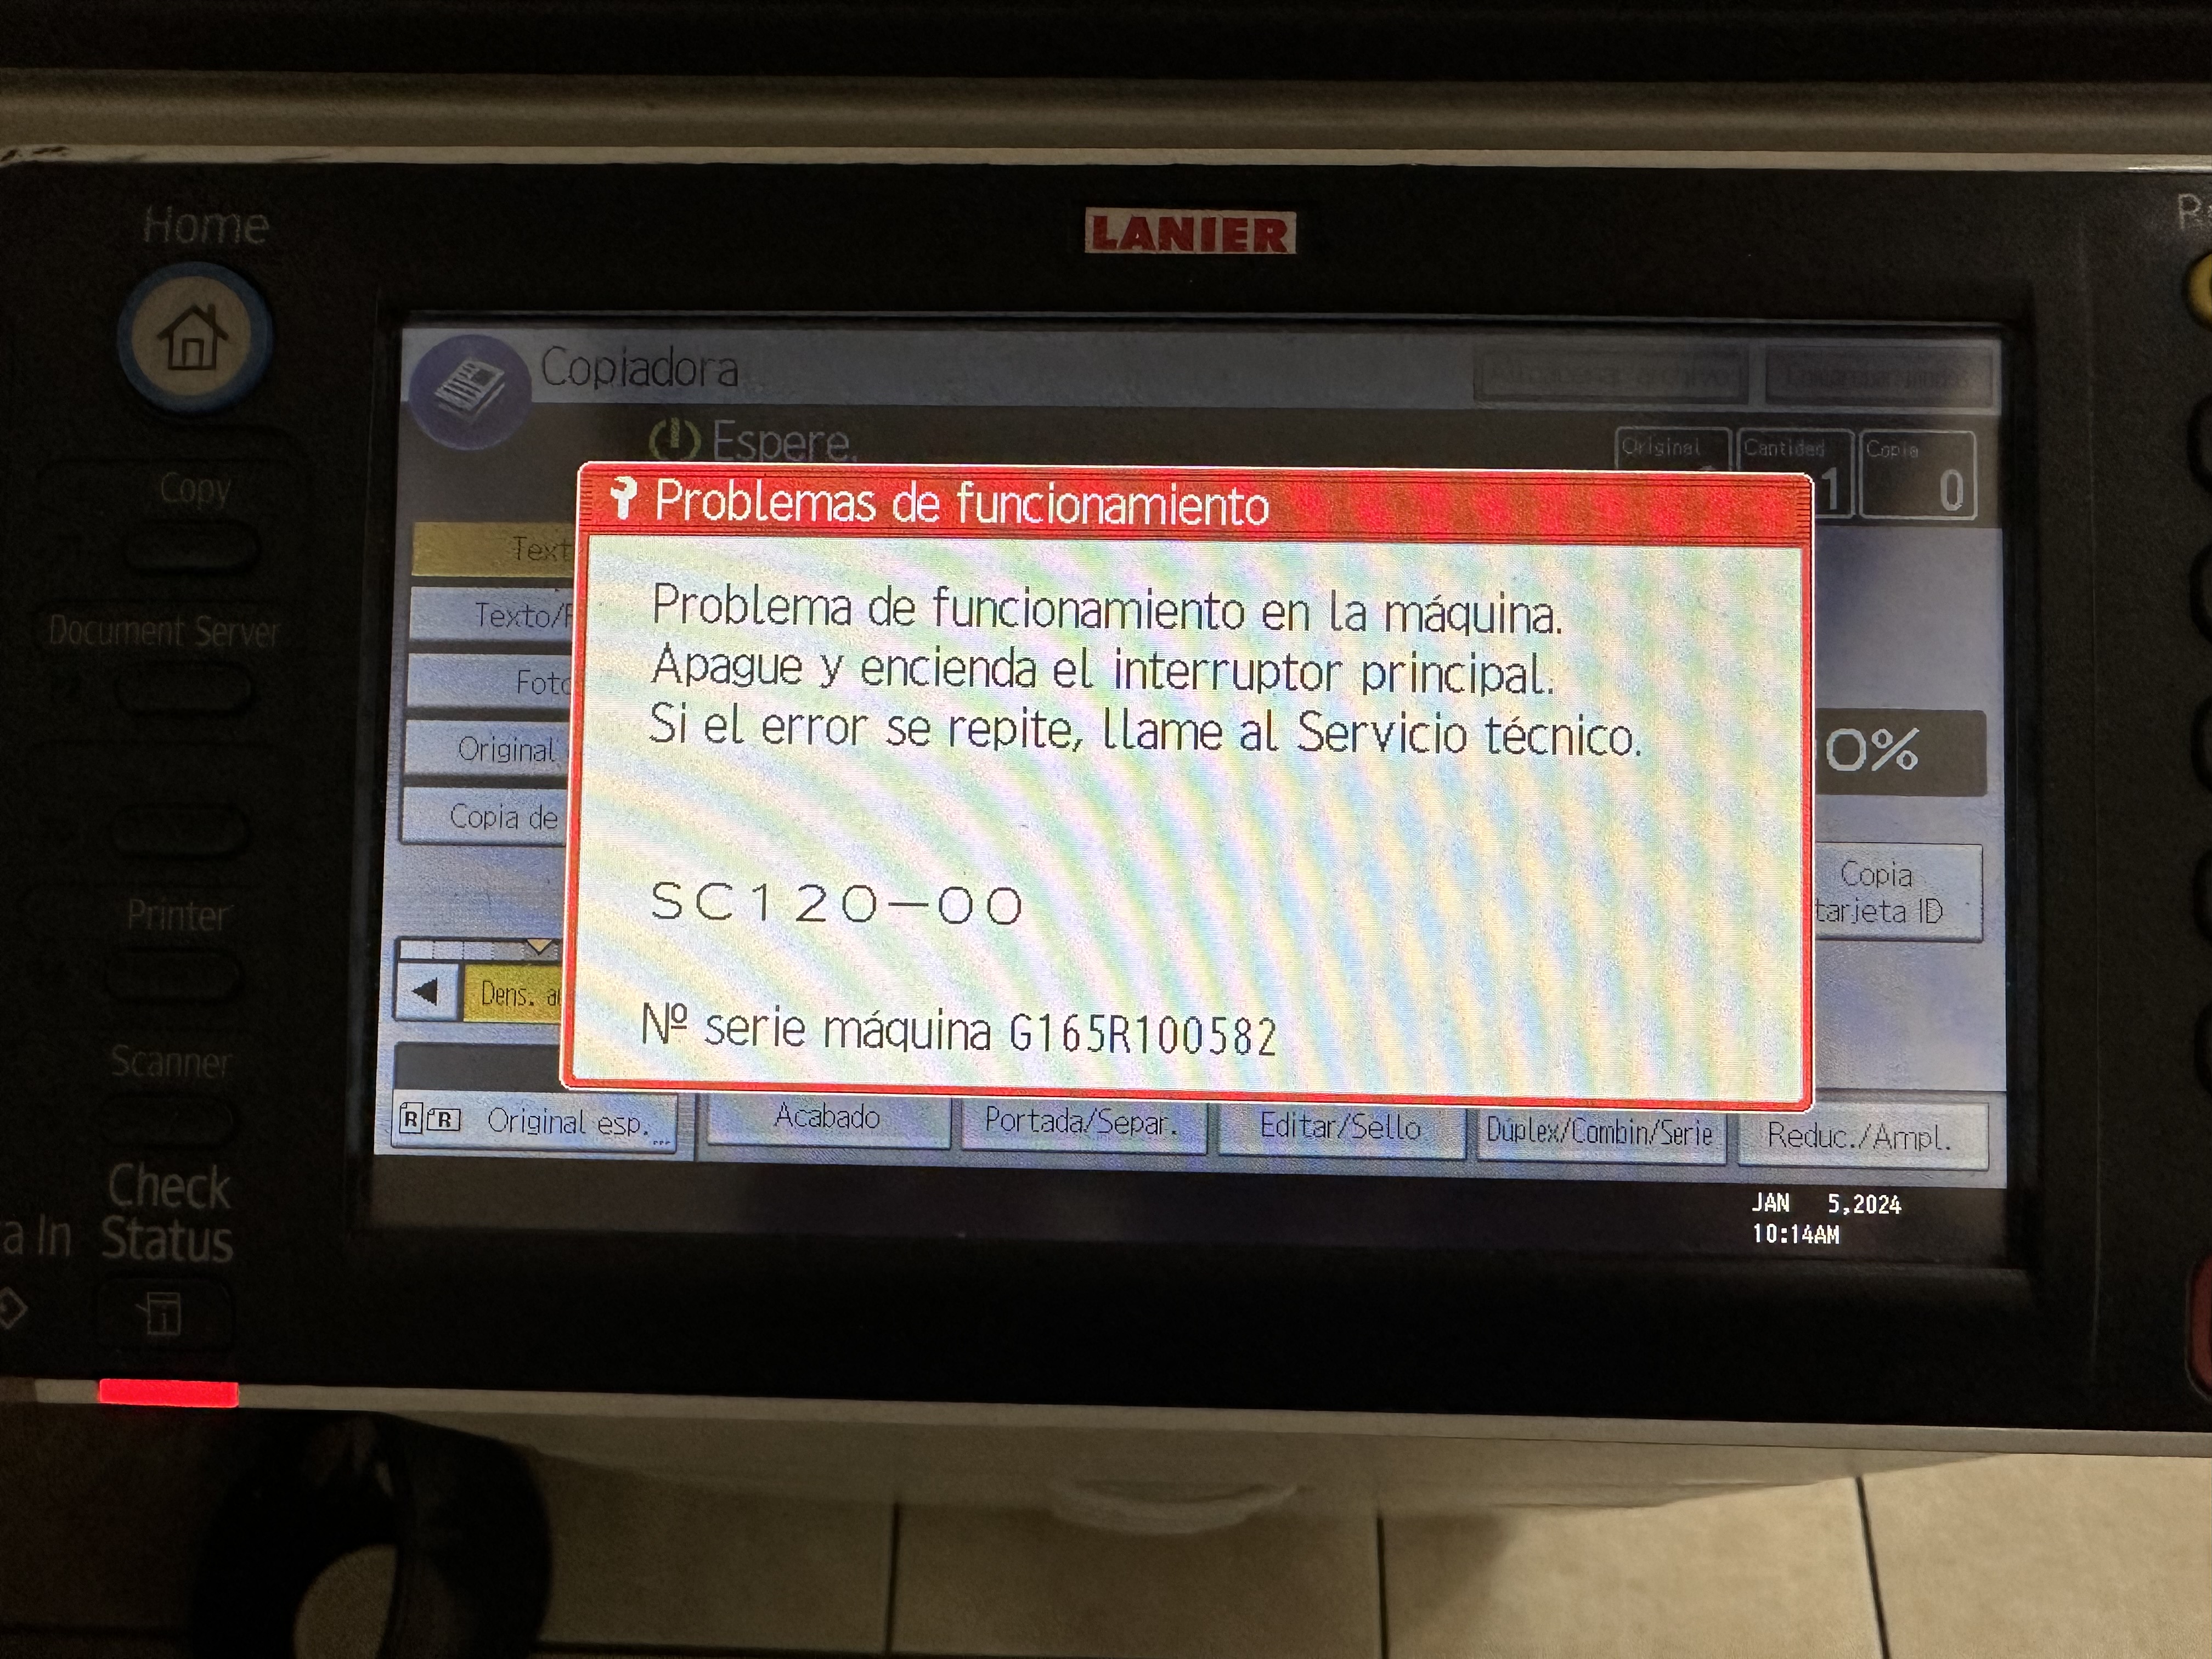 Home
LANIER
Copy
Document Server
Printer
Scanner
Check
Status
a In
Copiadora
Espere.
Original
Cantidad
Copia
1
0
Text
Texto/F
Foto
Original
Copia de
Dens. a
0%
Copia
tarjeta ID
Problemas de funcionamiento
Problema de funcionamiento en la máquina.
Apague y encienda el interruptor principal.
Si el error se repite, llame al Servicio técnico.
SC120-00
Nº serie máquina G165R100582
R R Original esp....
Acabado
Portada/Separ.
Editar/Sello
Dúplex/Combin/Serie
Reduc./Ampl.
JAN 5,2024
10:14AM